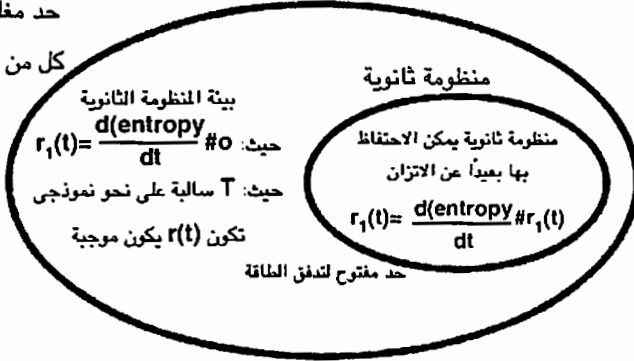 حد مغا
كل من
منظومة ثانوية
بيئة المنظومة الثانوية
حيث: r₁(t)= d(entropy / dt #o
حيث: T سالبة على نحو نموذجى
تكون r(t) يكون موجبة
منظومة ثانوية يمكن الاحتفاظ
بها بعيداً عن الاتزان
r₁(t)= d(entropy / dt #r₁(t)
حد مفتوح لتدفق الطاقة